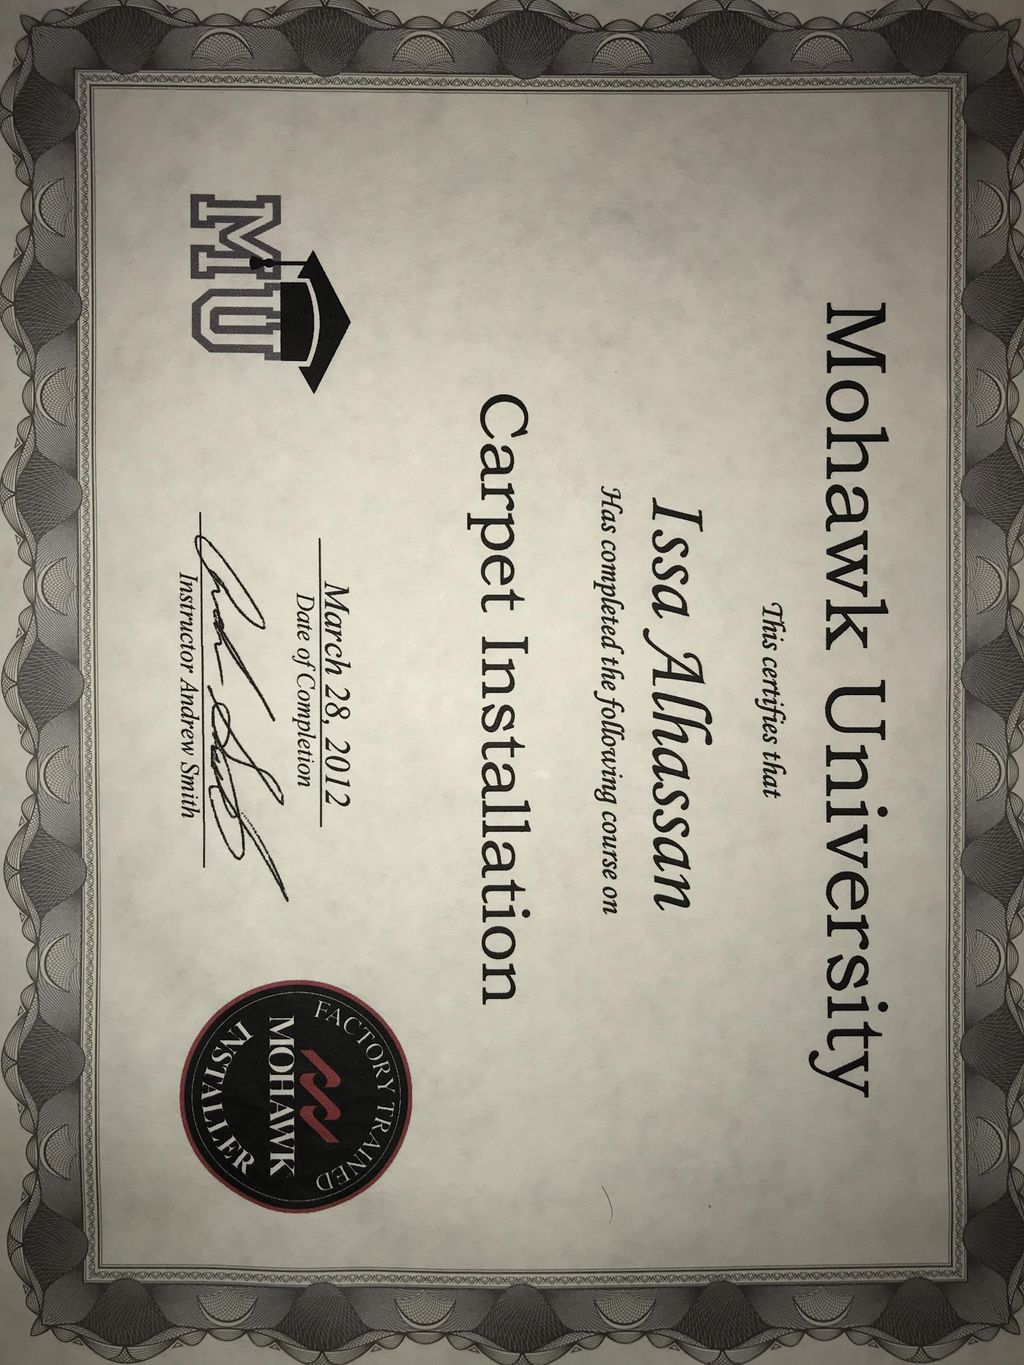 Mohawk University
This certifies that
Issa Alhassan
Has completed the following course on
Carpet Installation
MU
March 28, 2012
Date of Completion
Instructor Andrew Smith
FACTORY TRAINED
MOHAWK
INSTALLER